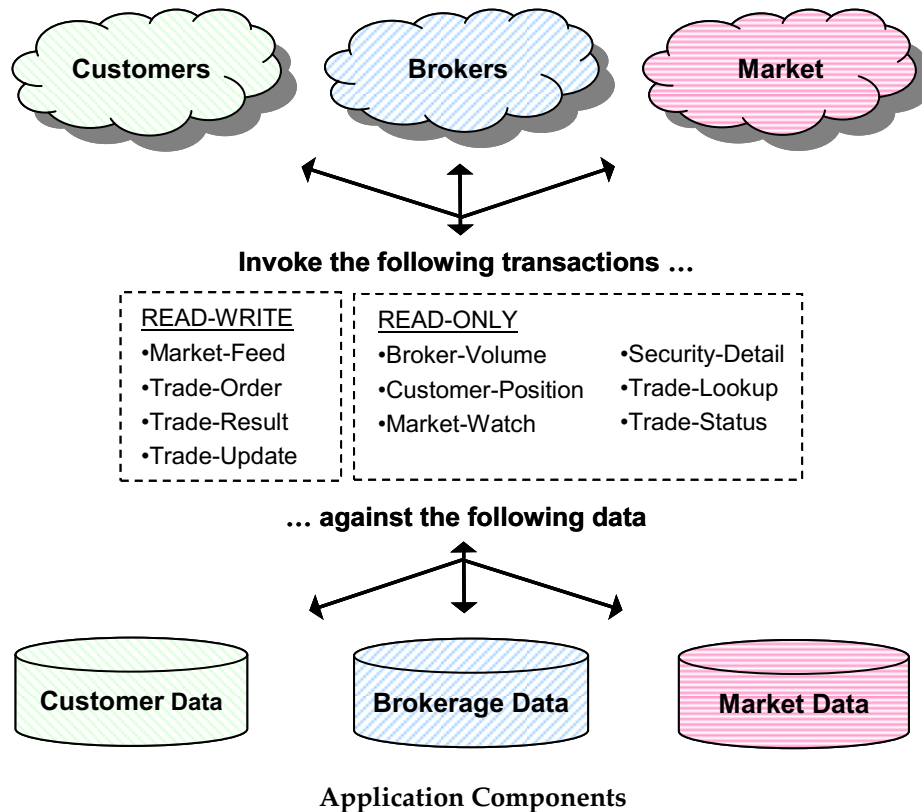 Customers
Brokers
Market
Invoke the following transactions …
READ-WRITE
•Market-Feed
•Trade-Order
•Trade-Result
•Trade-Update
READ-ONLY
•Broker-Volume
•Customer-Position
•Market-Watch
•Security-Detail
•Trade-Lookup
•Trade-Status
… against the following data
Customer Data
Brokerage Data
Market Data
Application Components